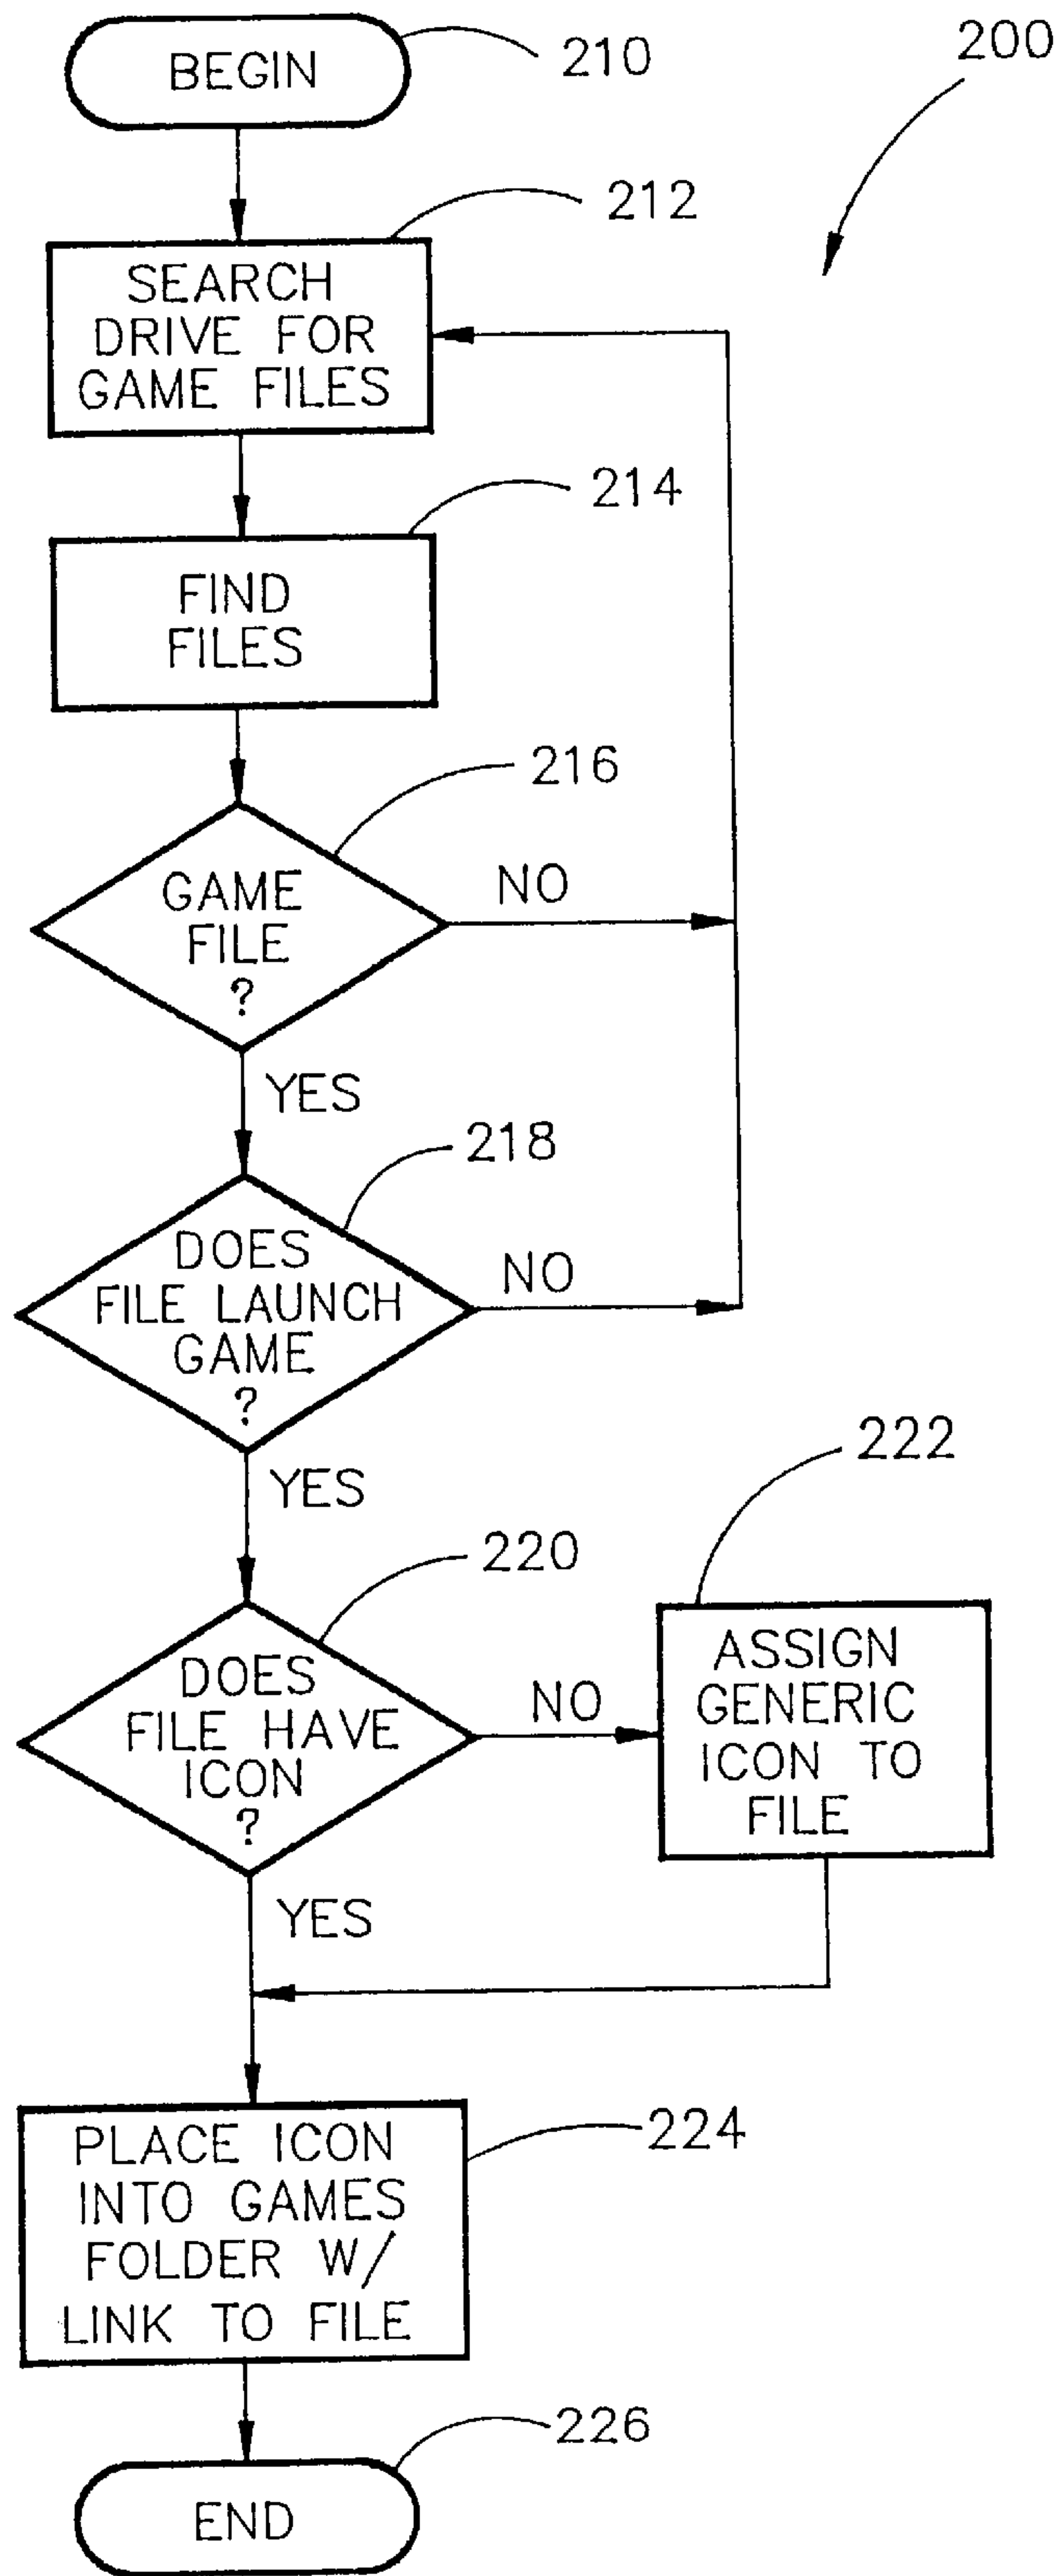 BEGIN
210
200
212
SEARCH
DRIVE FOR
GAME FILES
214
FIND
FILES
216
GAME
FILE
?
NO
YES
218
DOES
FILE LAUNCH
GAME
?
NO
YES
220
222
DOES
FILE HAVE
ICON
?
NO
ASSIGN
GENERIC
ICON TO
FILE
YES
PLACE ICON
INTO GAMES
FOLDER W/
LINK TO FILE
224
226
END